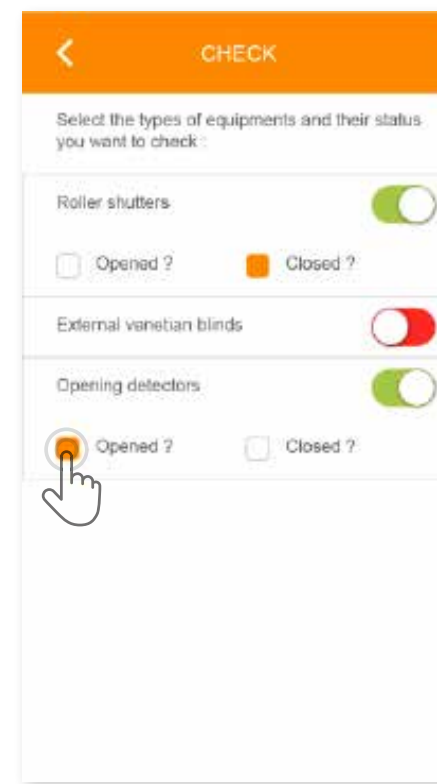 CHECK
Select the types of equipments and their status
you want to check :
Roller shutters
Opened ? Closed ?
External venetian blinds
Opening detectors
Opened ? Closed ?